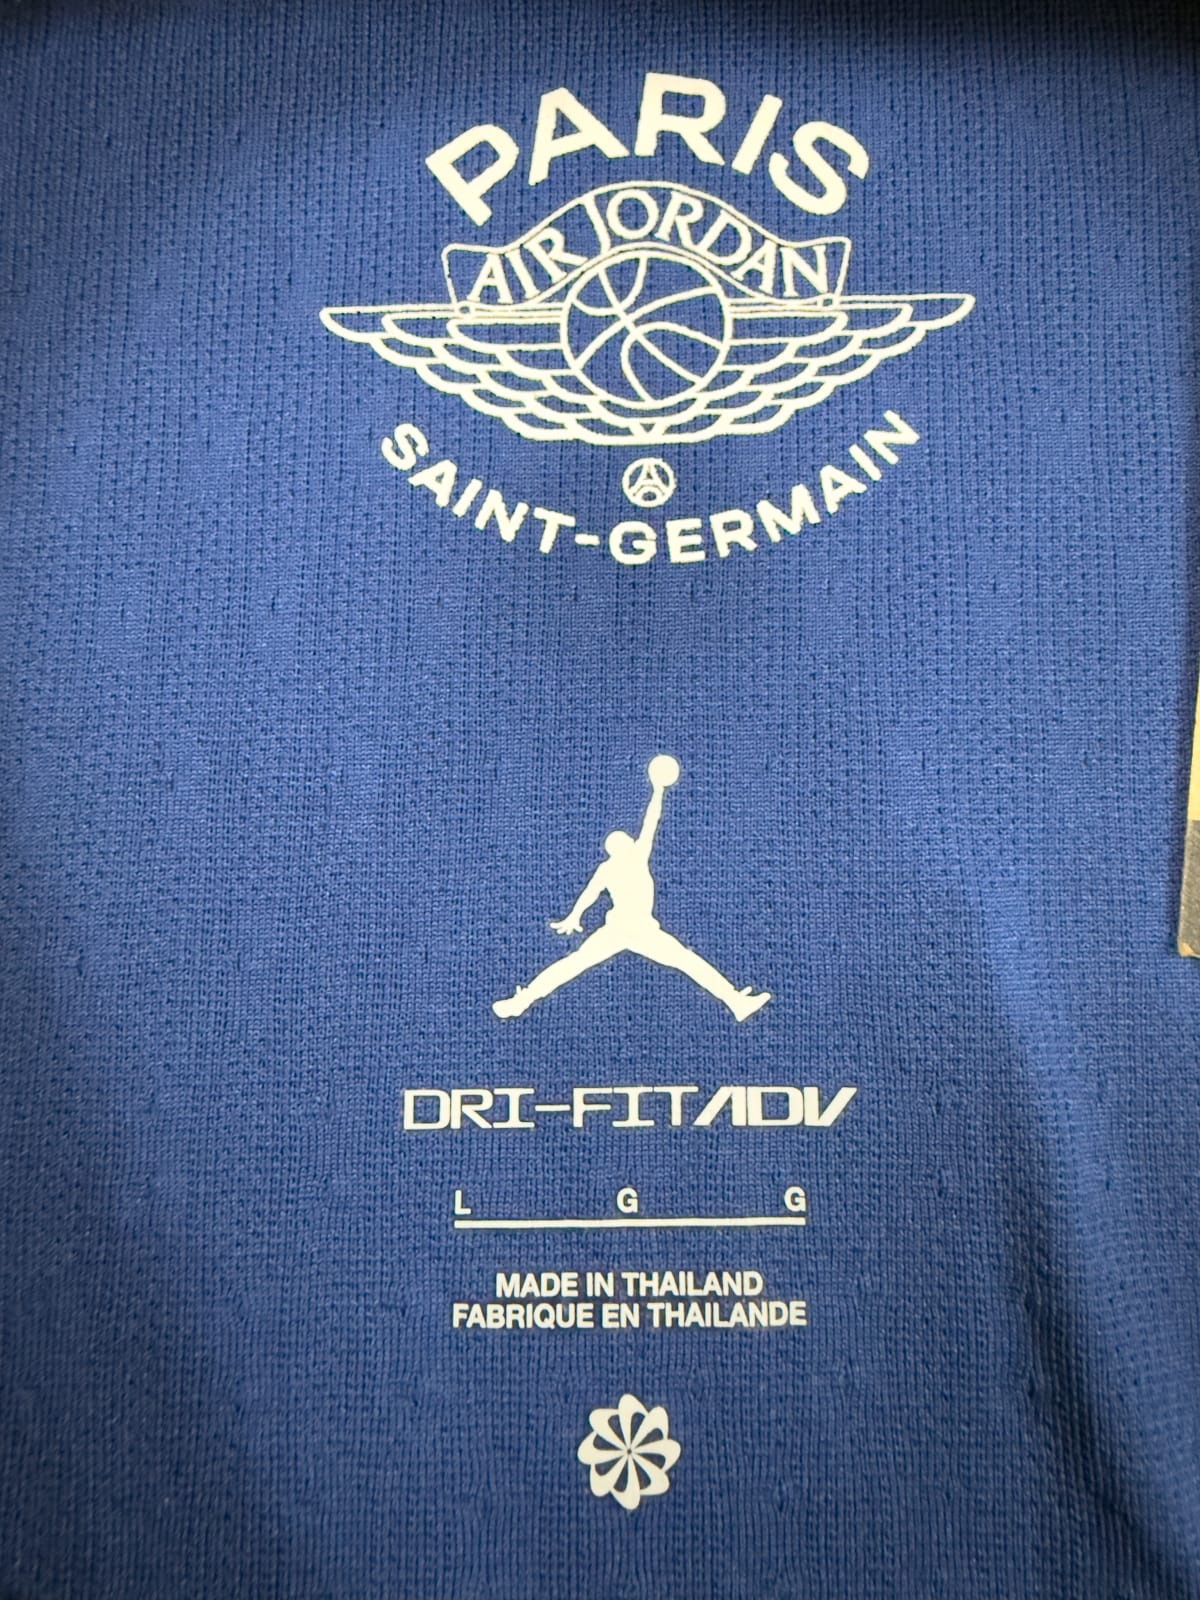 PARIS
AIR JORDAN
SAINT-GERMAIN
DRI-FIT ADV
L G G
MADE IN THAILAND
FABRIQUE EN THAILANDE